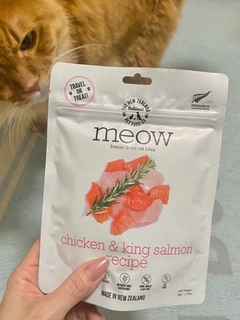 TRAVEL OR
TREAT!
THE NEW ZEALAND
Natural
PET FOOD CO.
meow
freeze dried cat bites
chicken & king salmon
recipe
MADE IN NEW ZEALAND